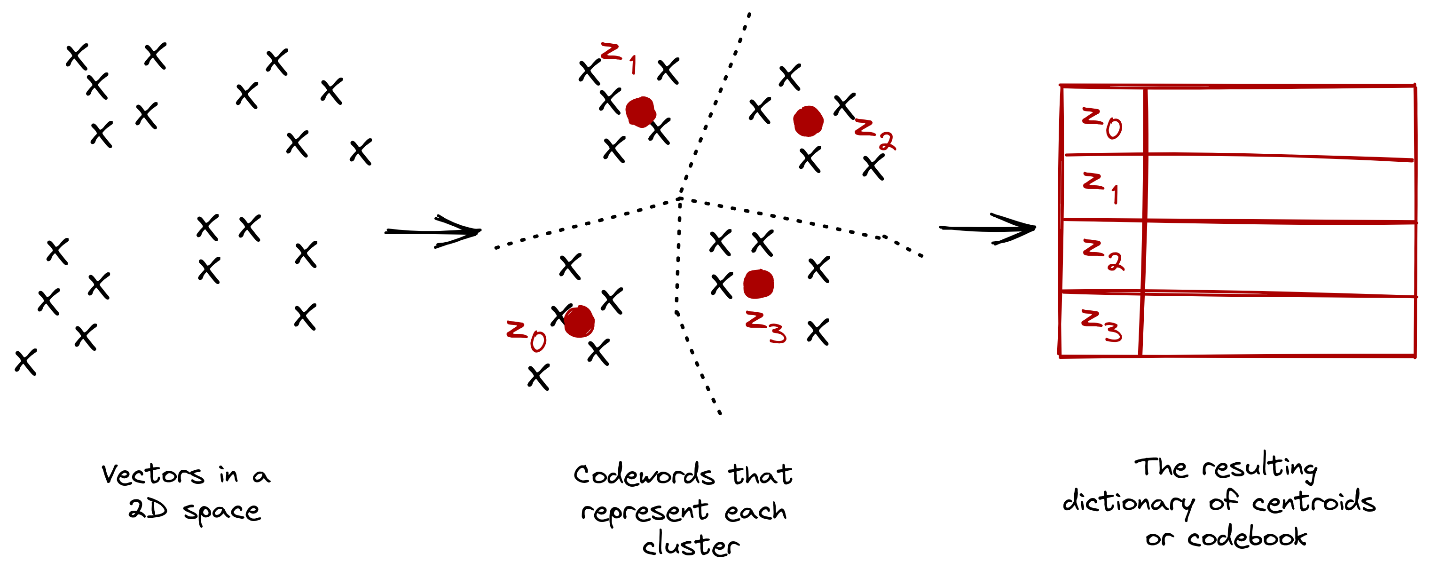 z1
z2
z0
z3
z0
z1
z2
z3
Vectors in a
2D space
Codewords that
represent each
cluster
The resulting
dictionary of centroids
or codebook